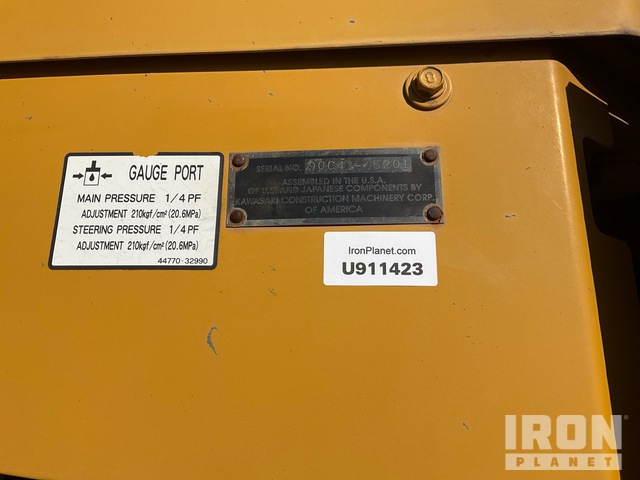 GAUGE PORT
MAIN PRESSURE 1/4 PF
ADJUSTMENT 210kgf/cm² (20.6MPa)
STEERING PRESSURE 1/4 PF
ADJUSTMENT 210kgf/cm² (20.6MPa)
44770-32990
SERIAL NO.
ASSEMBLED IN THE U.S.A.
OF U.S. AND JAPANESE COMPONENTS BY
KAWASAKI CONSTRUCTION MACHINERY CORP.
OF AMERICA
IronPlanet.com
U911423
IRON
PLANET